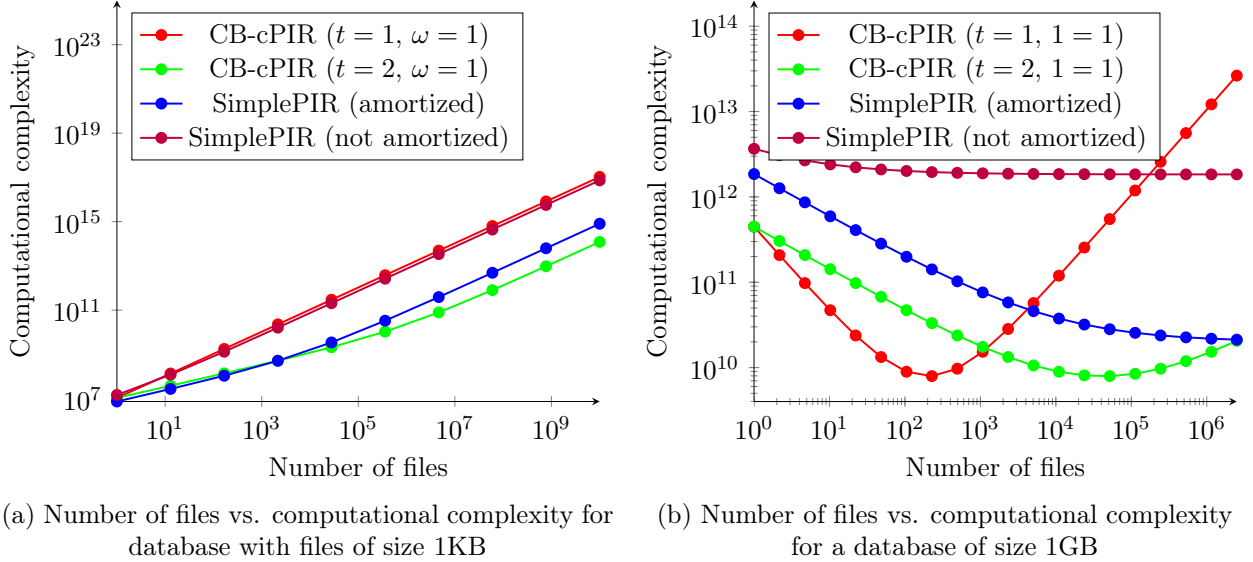 CB-cPIR (t = 1, ω = 1)
CB-cPIR (t = 2, ω = 1)
SimplePIR (amortized)
SimplePIR (not amortized)
10^23
10^19
10^15
10^11
10^7
Computational complexity
10^1
10^3
10^5
10^7
10^9
Number of files
(a) Number of files vs. computational complexity for
database with files of size 1KB
CB-cPIR (t = 1, 1 = 1)
CB-cPIR (t = 2, 1 = 1)
SimplePIR (amortized)
SimplePIR (not amortized)
10^14
10^13
10^12
10^11
10^10
Computational complexity
10^0
10^1
10^2
10^3
10^4
10^5
10^6
Number of files
(b) Number of files vs. computational complexity
for a database of size 1GB